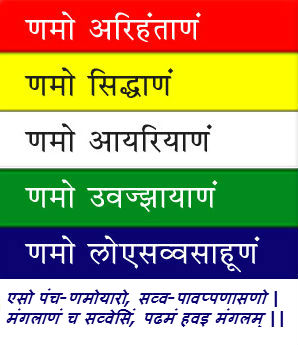 णमो अरिहंताणं
णमो सिद्धाणं
णमो आयरियाणं
णमो उवज्झायाणं
णमो लोएसव्वसाहूणं
एसो पंच-णमोयारो, सव्व-पावप्पणासणो |
मंगलाणं च सव्वेसिं, पढमं हवइ मंगलम् ||